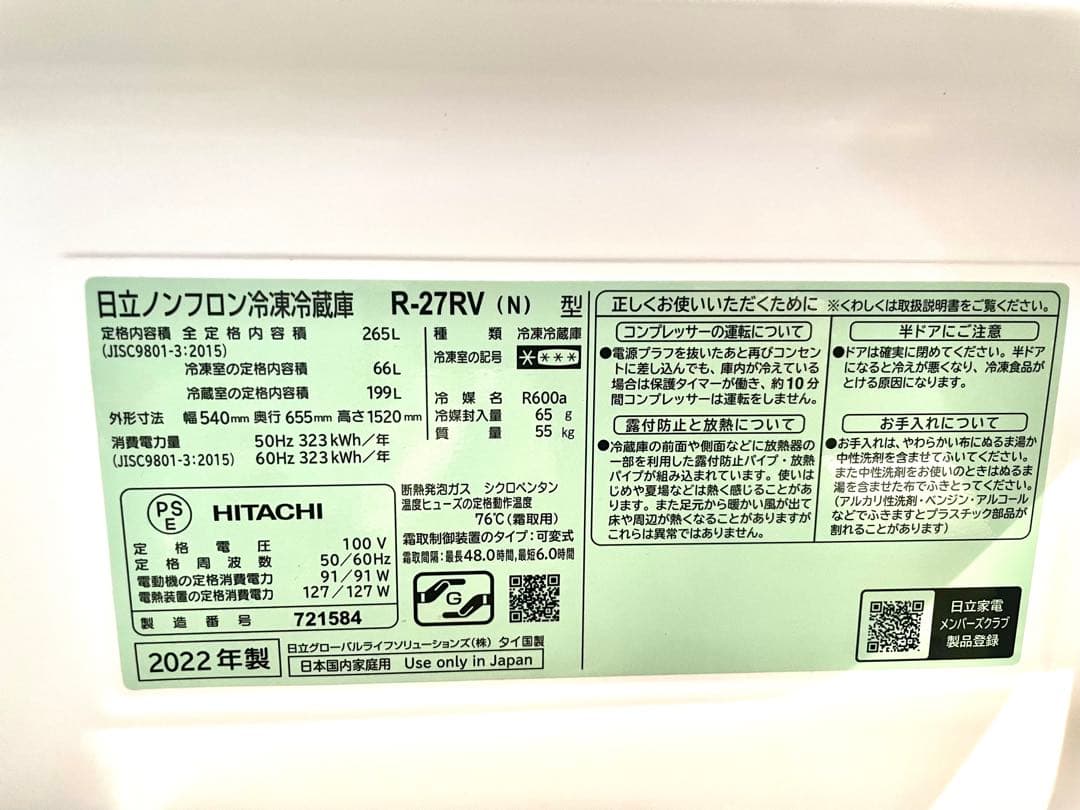 日立ノンフロン冷凍冷蔵庫 R-27RV (N) 型
定格内容積 全定格内容積 265L
(JISC9801-3:2015)
冷凍室の定格内容積 66L
冷蔵室の定格内容積 199L
外形寸法 幅540mm 奥行655mm 高さ1520mm
消費電力量 50Hz 323kWh/年
(JISC9801-3:2015) 60Hz 323kWh/年
種類 冷凍冷蔵庫
冷凍室の記号 ****
冷媒名 R600a
冷媒封入量 65 g
質量 55 kg
PS
E
HITACHI
定格電圧 100V
定格周波数 50/60Hz
電動機の定格消費電力 91/91W
電熱装置の定格消費電力 127/127W
製造番号 721584
断熱発泡ガス シクロペンタン
温度ヒューズの定格動作温度
76℃(霜取用)
霜取制御装置のタイプ:可変式
霜取間隔:最長48.0時間,最短6.0時間
G
2022年製
日立グローバルライフソリューションズ(株) タイ国製
日本国内家庭用 Use only in Japan
正しくお使いいただくために ※くわしくは取扱説明書をご覧ください。
コンプレッサーの運転について
●電源プラグを抜いたあと再びコンセン
トに差し込んでも、庫内が冷えている
場合は保護タイマーが働き、約10分
間コンプレッサーは運転をしません。
露付防止と放熱について
●冷蔵庫の前面や側面などに放熱器の
一部を利用した露付防止パイプ・放熱
パイプが組み込まれています。使いは
じめや夏場などは熱く感じることがあ
ります。また足元から暖かい風が出て
床や周辺が熱くなることがありますが
これらは異常ではありません。
半ドアにご注意
●ドアは確実に閉めてください。半ドア
になると冷えが悪くなり、冷凍食品が
とける原因になります。
お手入れについて
●お手入れは、やわらかい布にぬるま湯か
中性洗剤を含ませてふいてください。
また中性洗剤をお使いのときはぬるま
湯を含ませた布でふきとってください。
(アルカリ性洗剤・ベンジン・アルコール
などでふきますとプラスチック部品が
割れることがあります)
日立家電
メンバーズクラブ
製品登録